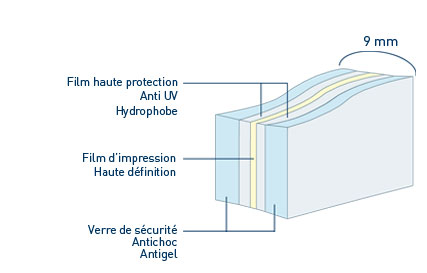 9 mm
Film haute protection
Anti UV
Hydrophobe
Film d'impression
Haute définition
Verre de sécurité
Antichoc
Antigel